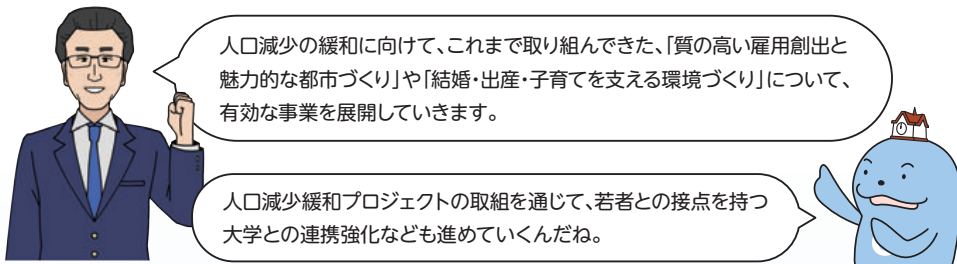 人口減少の緩和に向けて、これまで取り組んできた、「質の高い雇用創出と
魅力的な都市づくり」や「結婚・出産・子育てを支える環境づくり」について、
有効な事業を展開していきます。
人口減少緩和プロジェクトの取組を通じて、若者との接点を持つ
大学との連携強化なども進めていくんだね。